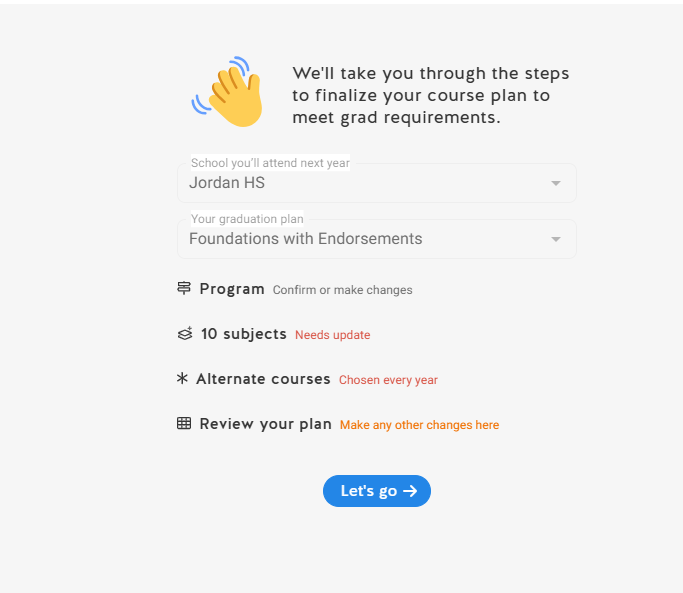 We'll take you through the steps
to finalize your course plan to
meet grad requirements.
School you'll attend next year
Jordan HS
Your graduation plan
Foundations with Endorsements
Program Confirm or make changes
10 subjects Needs update
Alternate courses Chosen every year
Review your plan Make any other changes here
Let's go →